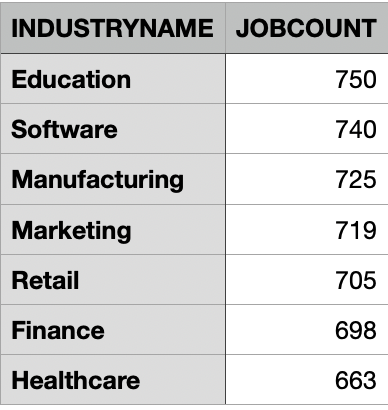 INDUSTRYNAME JOBCOUNT
Education 750
Software 740
Manufacturing 725
Marketing 719
Retail 705
Finance 698
Healthcare 663